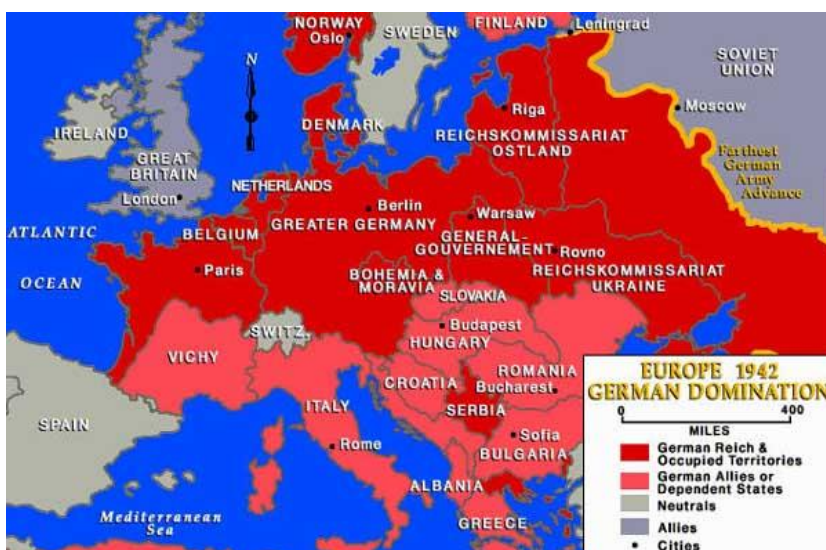 NORWAY
Oslo
SWEDEN
FINLAND
Leningrad
SOVIET
UNION
N
Moscow
Riga
IRELAND
DENMARK
REICHSKOMMISSARIAT
OSTLAND
GREAT
BRITAIN
Farthest
German
Army
Advance
London
NETHERLANDS
Berlin
GREATER GERMANY
Warsaw
ATLANTIC
OCEAN
BELGIUM
GENERAL-
GOUVERNEMENT
Rovno
Paris
BOHEMIA &
MORAVIA
REICHSKOMMISSARIAT
UKRAINE
SLOVAKIA
SWITZ.
Budapest
HUNGARY
VICHY
CROATIA
ROMANIA
Bucharest
SERBIA
ITALY
SPAIN
Rome
Sofia
BULGARIA
ALBANIA
GREECE
Mediterranean
Sea
EUROPE 1942
GERMAN DOMINATION
0 400
MILES
German Reich &
Occupied Territories
German Allies or
Dependent States
Neutrals
Allies
Cities